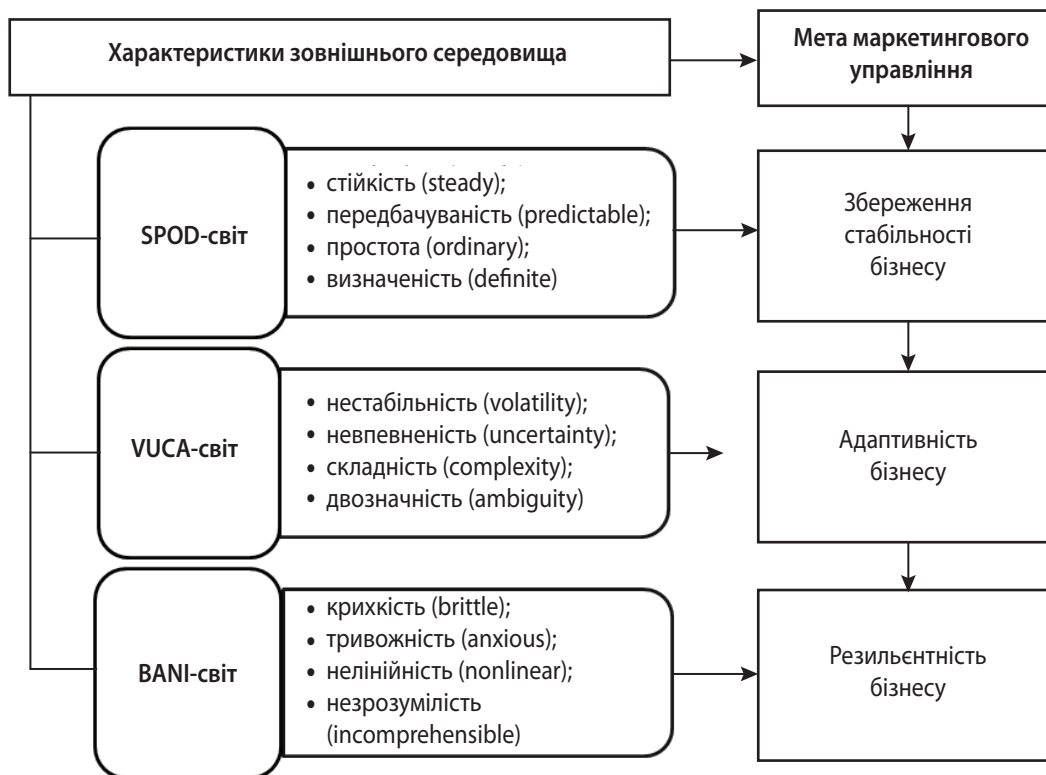 Характеристики зовнішнього середовища
Мета маркетингового
управління
SPOD-світ
• стійкість (steady);
• передбачуваність (predictable);
• простота (ordinary);
• визначеність (definite)
Збереження
стабільності
бізнесу
VUCA-світ
• нестабільність (volatility);
• невпевненість (uncertainty);
• складність (complexity);
• двозначність (ambiguity)
Адаптивність
бізнесу
BANI-світ
• крихкість (brittle);
• тривожність (anxious);
• нелінійність (nonlinear);
• незрозумілість
(incomprehensible)
Резильєнтність
бізнесу